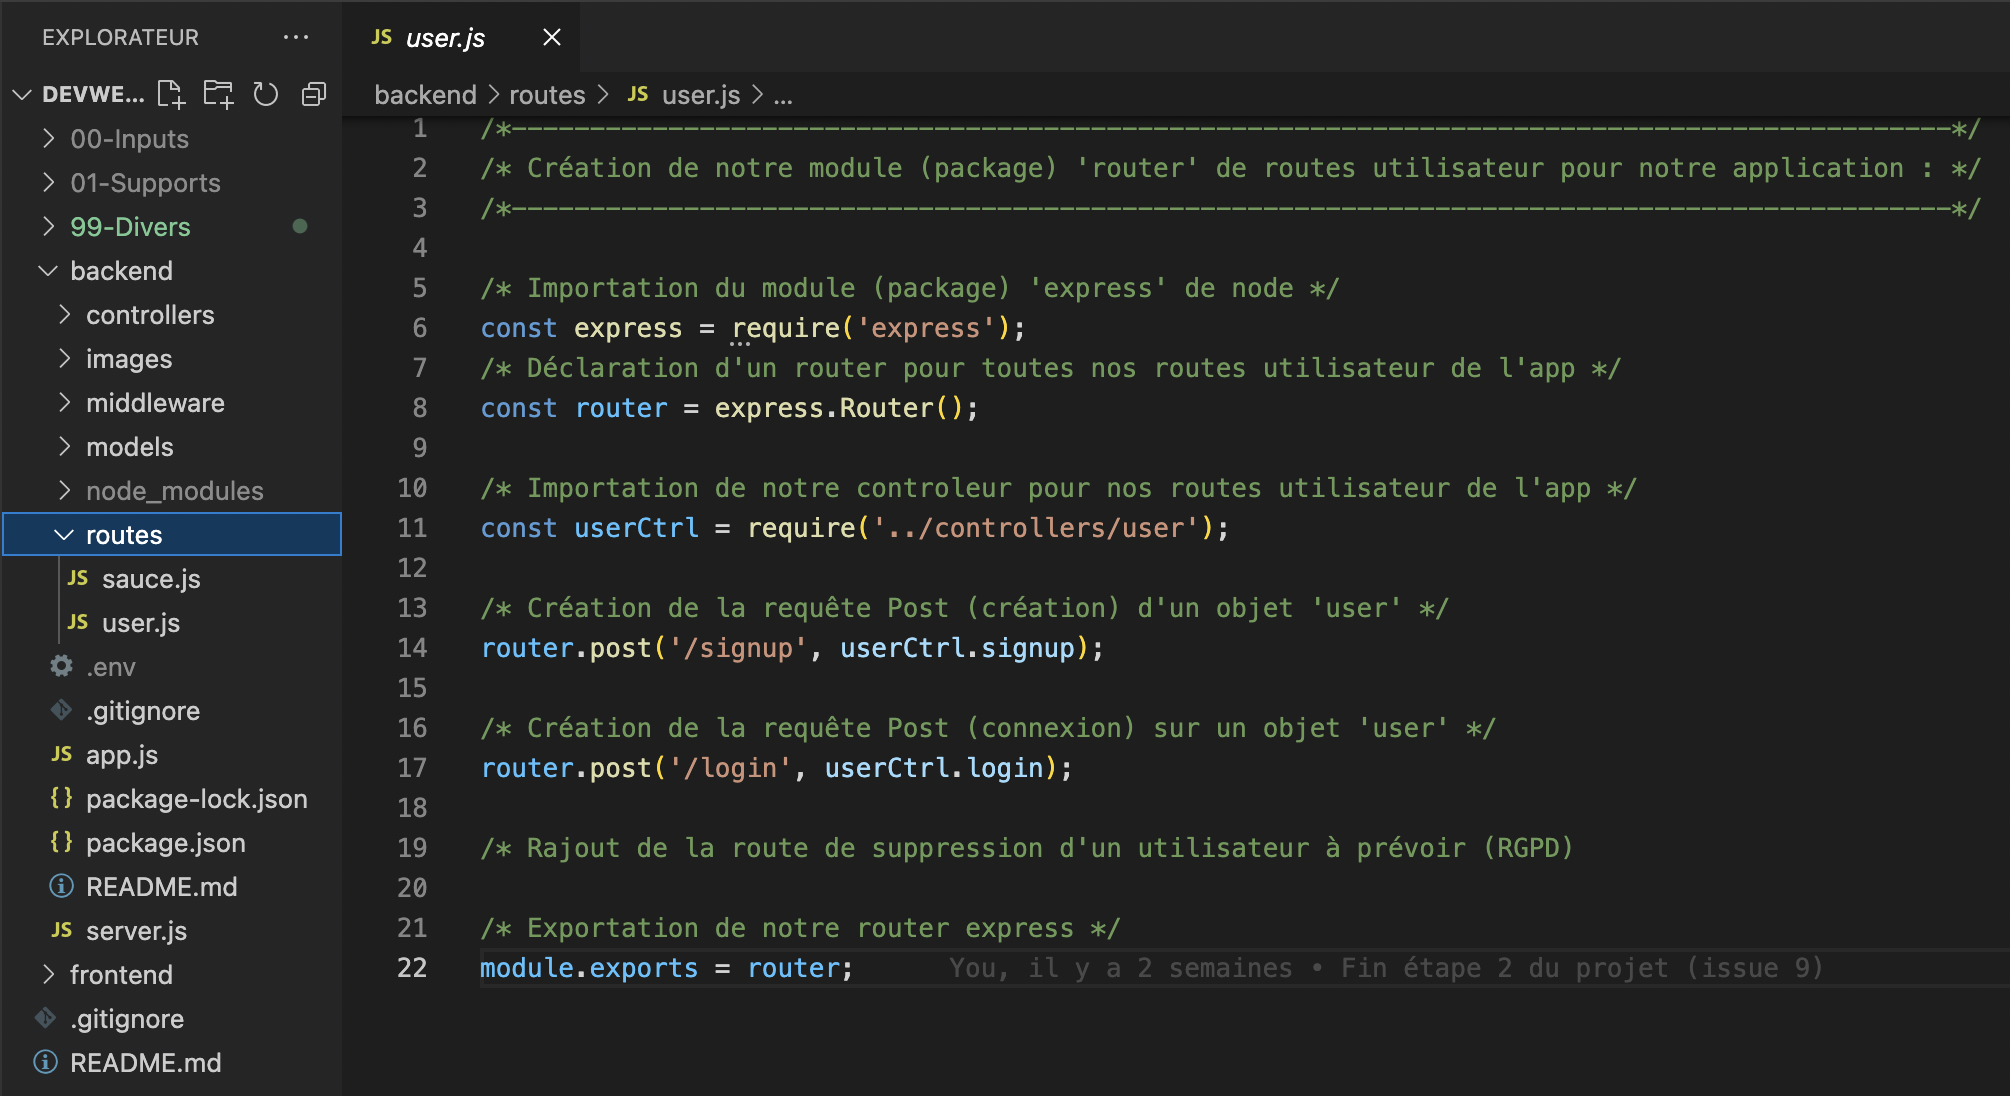 EXPLORATEUR ...
DEVWE...
00-Inputs
01-Supports
99-Divers
backend
controllers
images
middleware
models
node_modules
routes
JS sauce.js
JS user.js
.env
.gitignore
JS app.js
{} package-lock.json
{} package.json
README.md
JS server.js
frontend
.gitignore
README.md
JS user.js
backend > routes > JS user.js > ...
1 /*--------------------------------------------------------------------------------------------*/
2 /* Création de notre module (package) 'router' de routes utilisateur pour notre application : */
3 /*--------------------------------------------------------------------------------------------*/
4
5 /* Importation du module (package) 'express' de node */
6 const express = require('express');
7 /* Déclaration d'un router pour toutes nos routes utilisateur de l'app */
8 const router = express.Router();
9
10 /* Importation de notre controleur pour nos routes utilisateur de l'app */
11 const userCtrl = require('../controllers/user');
12
13 /* Création de la requête Post (création) d'un objet 'user' */
14 router.post('/signup', userCtrl.signup);
15
16 /* Création de la requête Post (connexion) sur un objet 'user' */
17 router.post('/login', userCtrl.login);
18
19 /* Rajout de la route de suppression d'un utilisateur à prévoir (RGPD)
20
21 /* Exportation de notre router express */
22 module.exports = router; You, il y a 2 semaines • Fin étape 2 du projet (issue 9)